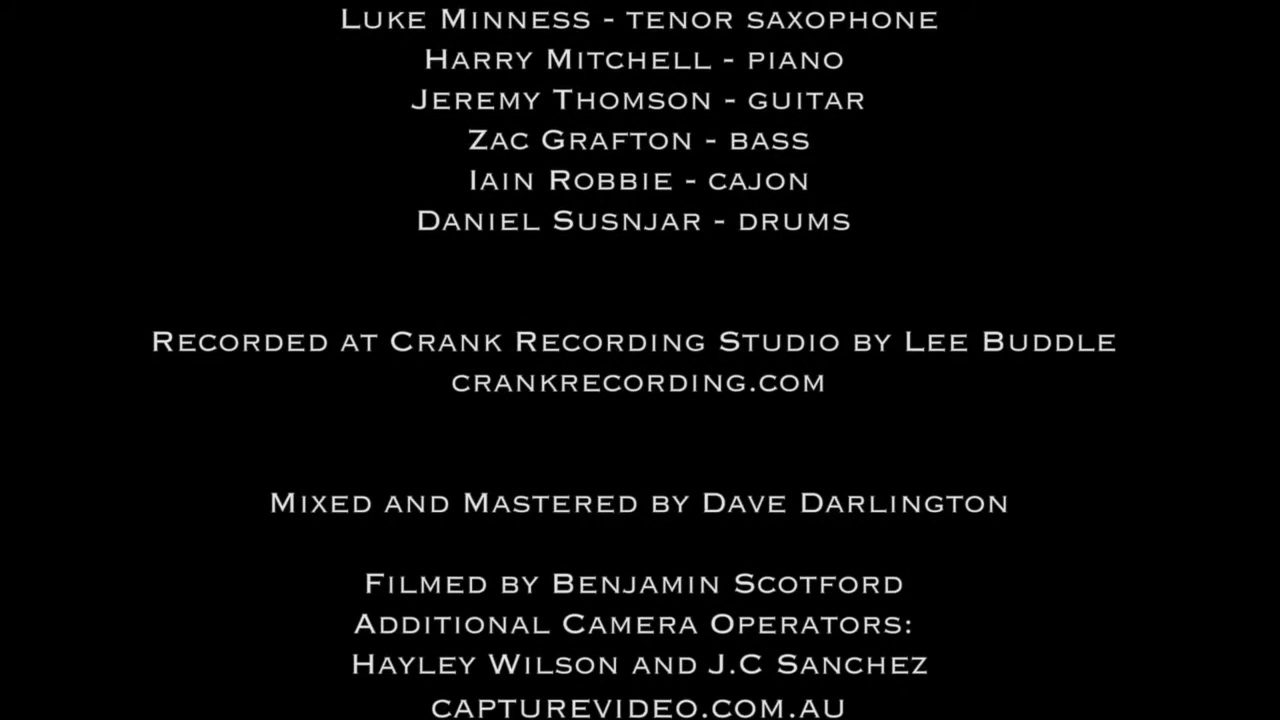 Luke Minness - tenor saxophone
Harry Mitchell - piano
Jeremy Thomson - guitar
Zac Grafton - bass
Iain Robbie - cajon
Daniel Susnjar - drums
Recorded at Crank Recording Studio by Lee Buddle
crankrecording.com
Mixed and Mastered by Dave Darlington
Filmed by Benjamin Scotford
Additional Camera Operators:
Hayley Wilson and J.C Sanchez
capturevideo.com.au